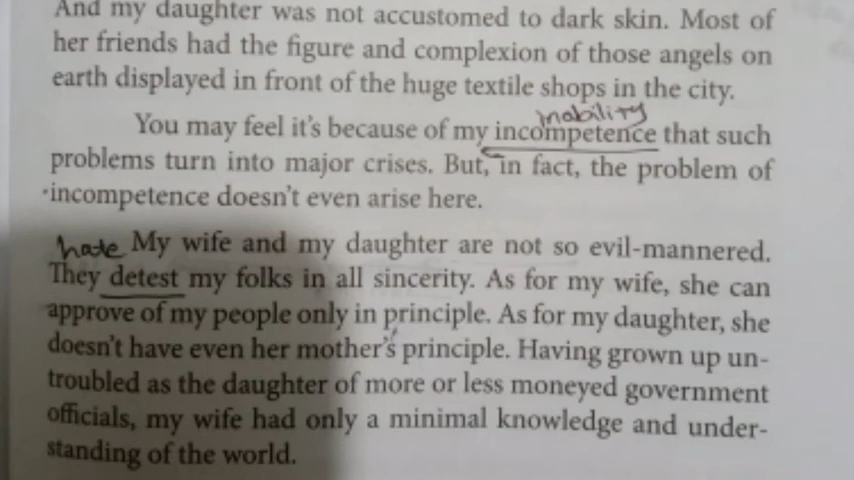 And my daughter was not accustomed to dark skin. Most of
her friends had the figure and complexion of those angels on
earth displayed in front of the huge textile shops in the city.
inability
You may feel it's because of my incompetence that such
problems turn into major crises. But, in fact, the problem of
incompetence doesn't even arise here.
hate My wife and my daughter are not so evil-mannered.
They detest my folks in all sincerity. As for my wife, she can
approve of my people only in principle. As for my daughter, she
doesn't have even her mother's principle. Having grown up un-
troubled as the daughter of more or less moneyed government
officials, my wife had only a minimal knowledge and under-
standing of the world.